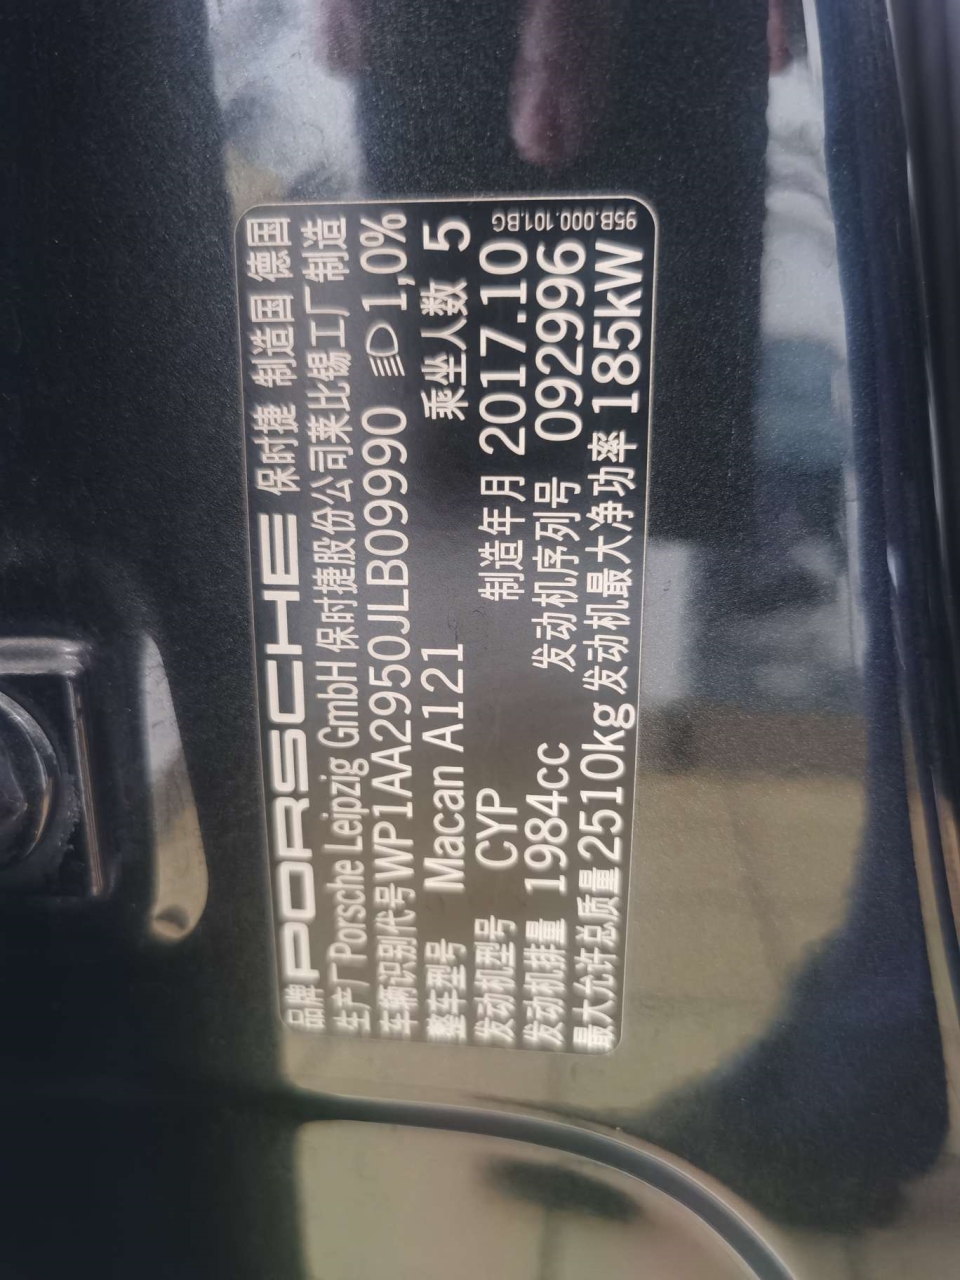 品牌 PORSCHE 保时捷 制造国 德国
生产厂 Porsche Leipzig GmbH 保时捷股份公司莱比锡工厂制造
车辆识别代号 WP1AA2950JLB09990 1,0%
整车型号 Macan A121 乘坐人数 5
发动机型号 CYP 制造年月 2017.10
发动机排量 1984cc 发动机序列号 092996
最大允许总质量 2510kg 发动机最大净功率 185kW
95B.000.101.BG